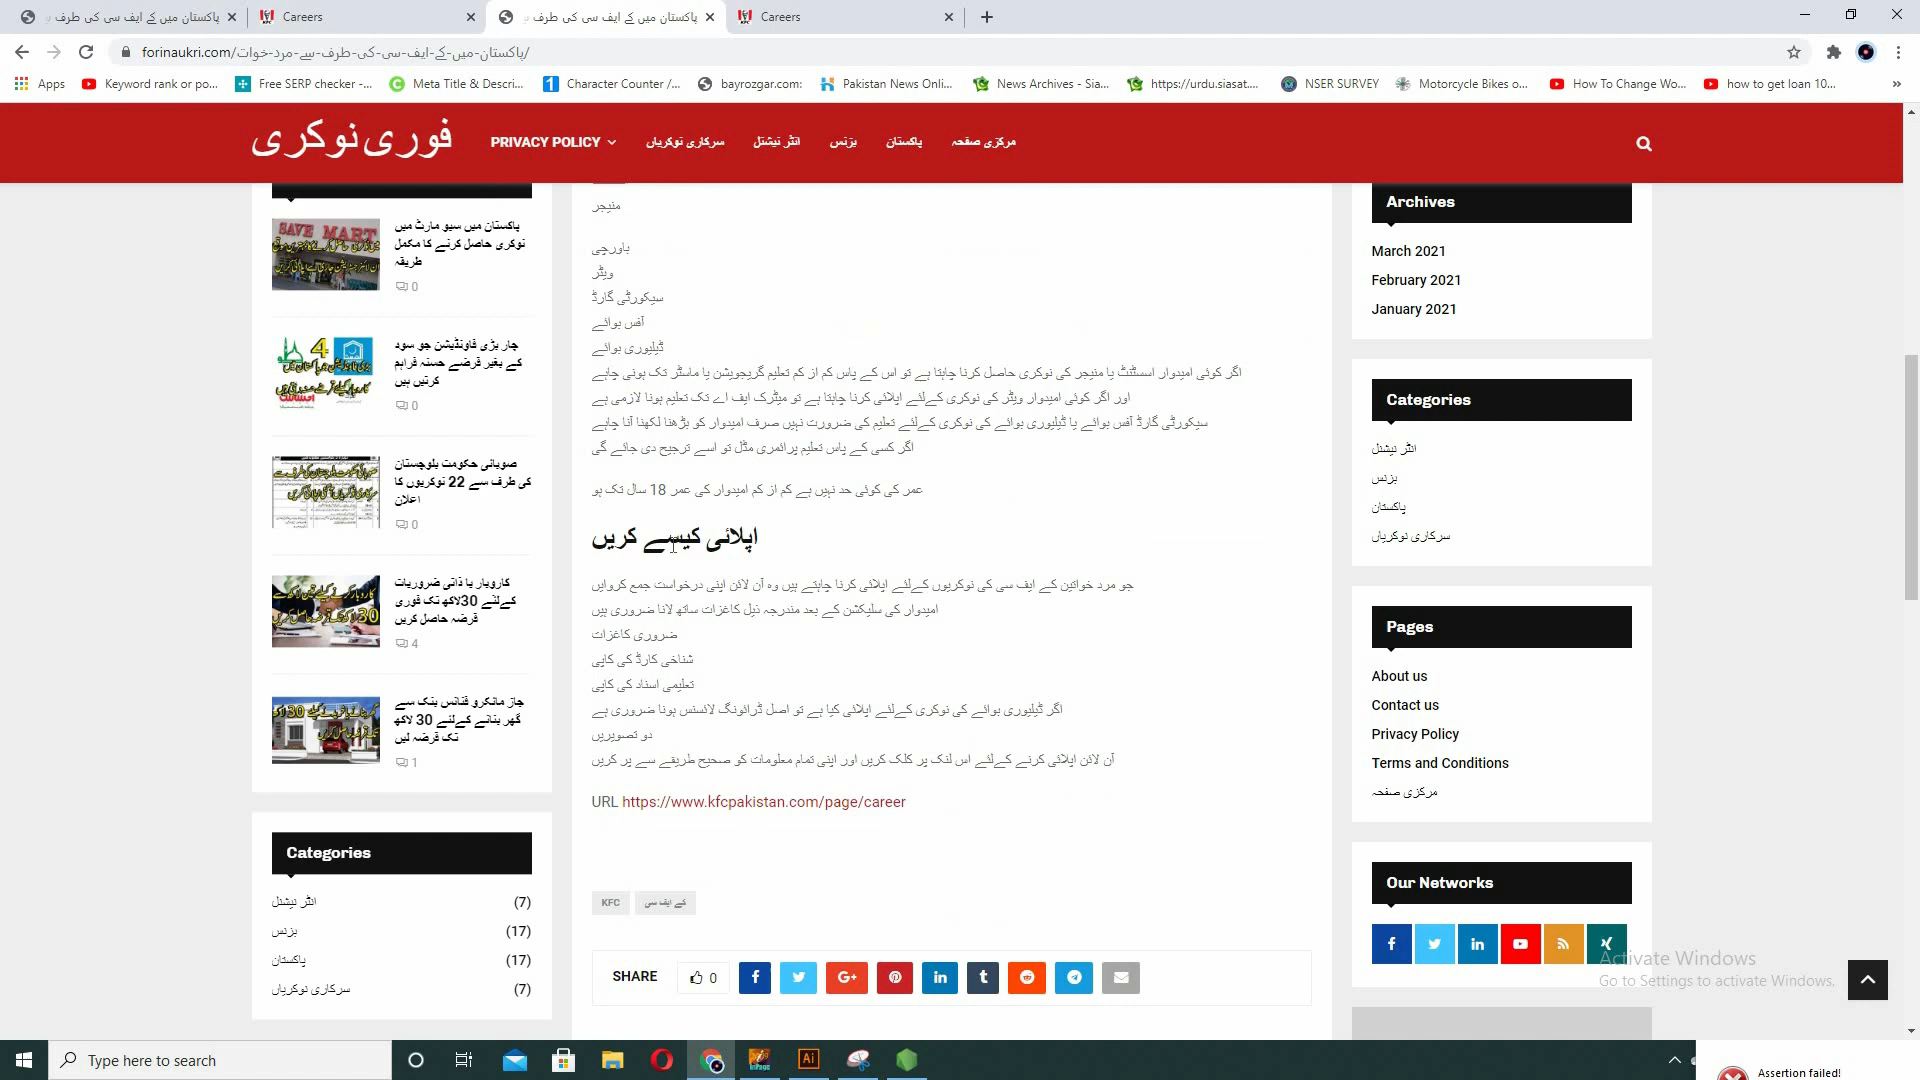 پاکستان میں کے ایف سی کی طرف
Careers
پاکستان میں کے ایف سی کی طرف
Careers
forinaukri.com/پاکستان-میں-کے-ایف-سی-کی-طرف-سے-مرد-خوات/
Apps
Keyword rank or po...
Free SERP checker -...
Meta Title & Descri...
Character Counter /...
bayrozgar.com:
Pakistan News Onli...
News Archives - Sia...
https://urdu.siasat....
NSER SURVEY
Motorcycle Bikes o...
How To Change Wo...
how to get loan 10...
فوری نوکری
PRIVACY POLICY
سرکاری نوکریاں
انٹر نیشنل
بزنس
پاکستان
مرکزی صفحہ
پاکستان میں سیو مارٹ میں
نوکری حاصل کرنے کا مکمل
طریقہ
0
چار بڑی فاونڈیشن جو سود
کے بغیر قرضے حسنہ فراہم
کرتیں ہیں
0
صوبائی حکومت بلوچستان
کی طرف سے 22 نوکریوں کا
اعلان
0
کاروبار یا ذاتی ضروریات
کےلئے 30لاکھ تک فوری
قرضہ حاصل کریں
4
جاز مائکرو فنانس بنک سے
گھر بنانے کےلئے 30 لاکھ
تک قرضہ لیں
1
Categories
انٹر نیشنل (7)
بزنس (17)
پاکستان (17)
سرکاری نوکریاں (7)
منیجر
باورچی
ویٹر
سیکورٹی گارڈ
آفس بوائے
ڈیلیوری بوائے
اگر کوئی امیدوار اسسٹنٹ یا منیجر کی نوکری حاصل کرنا چاہتا ہے تو اس کے پاس کم از کم تعلیم گریجویشن یا ماسٹر تک ہونی چاہے
اور اگر کوئی امیدوار ویٹر کی نوکری کےلئے اپلائی کرنا چاہتا ہے تو میٹرک ایف اے تک تعلیم ہونا لازمی ہے
سیکورٹی گارڈ آفس بوائے یا ڈیلیوری بوائے کی نوکری کےلئے تعلیم کی ضرورت نہیں صرف امیدوار کو پڑھنا لکھنا آنا چاہے
اگر کسی کے پاس تعلیم پرائمری مڈل تو اسے ترجیح دی جائے گی
عمر کی کوئی حد نہیں ہے کم از کم امیدوار کی عمر 18 سال تک ہو
اپلائی کیسے کریں
جو مرد خواتین کے ایف سی کی نوکریوں کےلئے اپلائی کرنا چاہتے ہیں وہ آن لائن اپنی درخواست جمع کروایں
امیدوار کی سلیکشن کے بعد مندرجہ ذیل کاغزات ساتھ لانا ضروری ہیں
ضروری کاغزات
شناخی کارڈ کی کاپی
تعلیمی اسناد کی کاپی
اگر ڈیلیوری بوائے کی نوکری کےلئے اپلائی کیا ہے تو اصل ڈرائونگ لائسنس ہونا ضروری ہے
دو تصویریں
آن لائن اپلائی کرنے کےلئے اس لنک پر کلک کریں اور اپنی تمام معلومات کو صحیح طریقے سے پر کریں
URL https://www.kfcpakistan.com/page/career
KFC
کے ایف سی
SHARE
0
Archives
March 2021
February 2021
January 2021
Categories
انٹر نیشنل
بزنس
پاکستان
سرکاری نوکریاں
Pages
About us
Contact us
Privacy Policy
Terms and Conditions
مرکزی صفحہ
Our Networks
Activate Windows
Go to Settings to activate Windows.
Type here to search
Assertion failed!